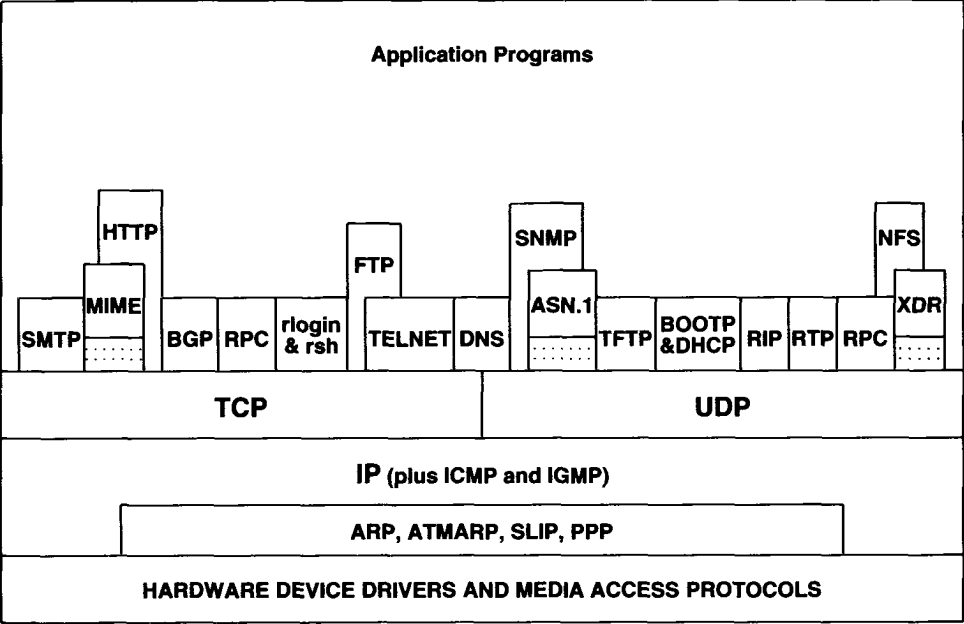 Application Programs
HTTP
SNMP
NFS
FTP
MIME
ASN.1
XDR
SMTP
BGP
RPC
rlogin
& rsh
TELNET
DNS
TFTP
BOOTP
&DHCP
RIP
RTP
RPC
TCP
UDP
IP (plus ICMP and IGMP)
ARP, ATMARP, SLIP, PPP
HARDWARE DEVICE DRIVERS AND MEDIA ACCESS PROTOCOLS